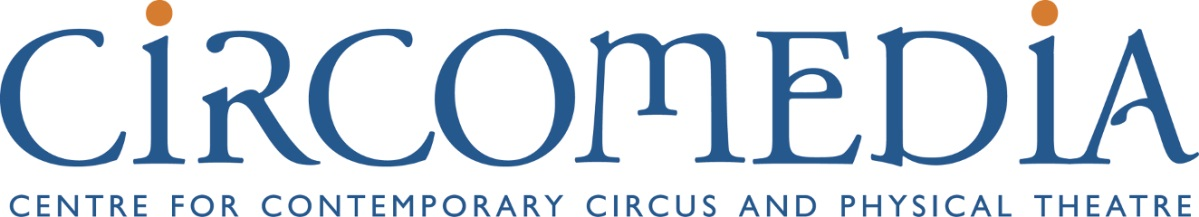 CiRCOMEDiA
CENTRE FOR CONTEMPORARY CIRCUS AND PHYSICAL THEATRE